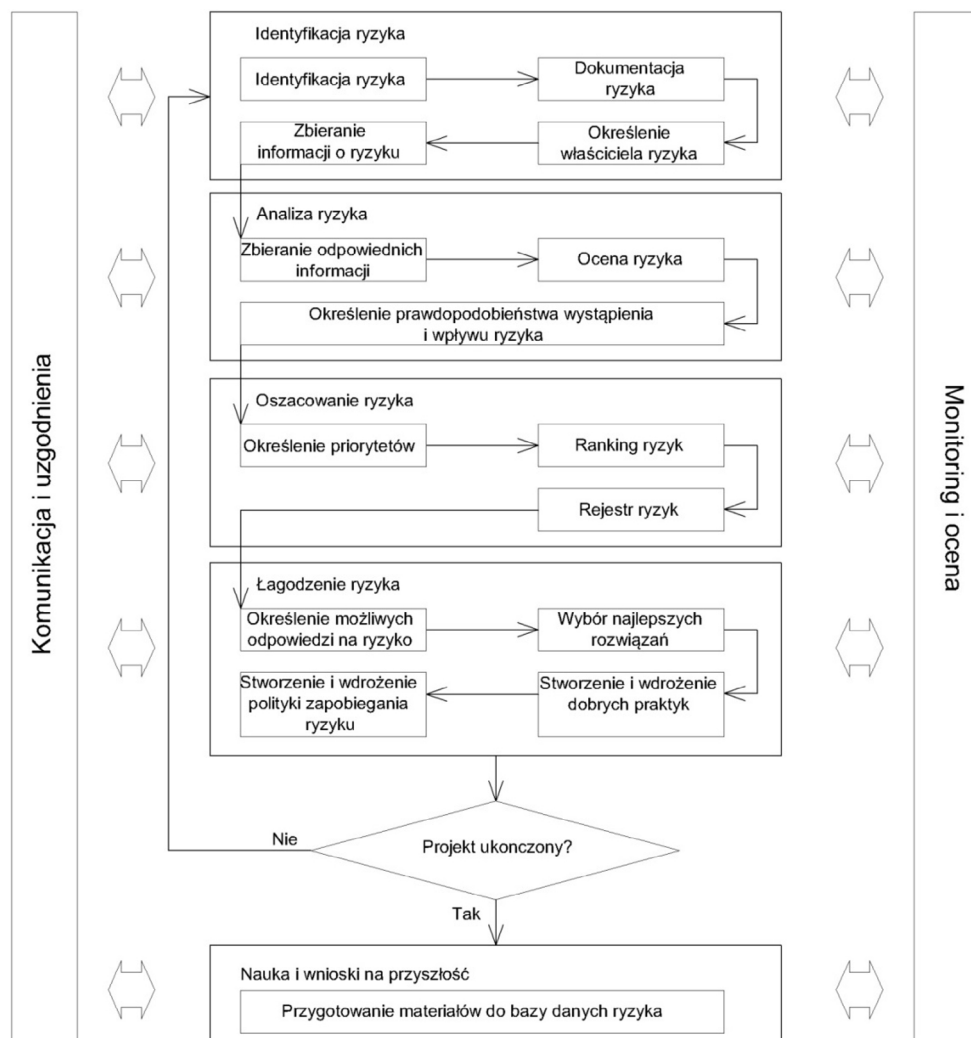 Komunikacja i uzgodnienia
Identyfikacja ryzyka
Identyfikacja ryzyka
Dokumentacja
ryzyka
Zbieranie
informacji o ryzyku
Określenie
właściciela ryzyka
Analiza ryzyka
Zbieranie odpowiednich
informacji
Ocena ryzyka
Określenie prawdopodobieństwa wystąpienia
i wpływu ryzyka
Oszacowanie ryzyka
Określenie priorytetów
Ranking ryzyk
Rejestr ryzyk
Łagodzenie ryzyka
Określenie możliwych
odpowiedzi na ryzyko
Wybór najlepszych
rozwiązań
Stworzenie i wdrożenie
polityki zapobiegania
ryzyku
Stworzenie i wdrożenie
dobrych praktyk
Projekt ukonczony?
Nie
Tak
Nauka i wnioski na przyszłość
Przygotowanie materiałów do bazy danych ryzyka
Monitoring i ocena